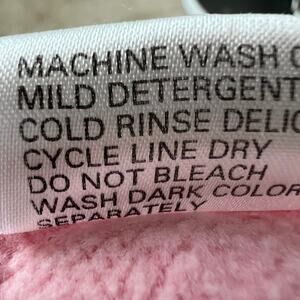 MACHINE WASH
MILD DETERGENT
COLD RINSE DELIC
CYCLE LINE DRY
DO NOT BLEACH
WASH DARK COLOR
SEPARATELY